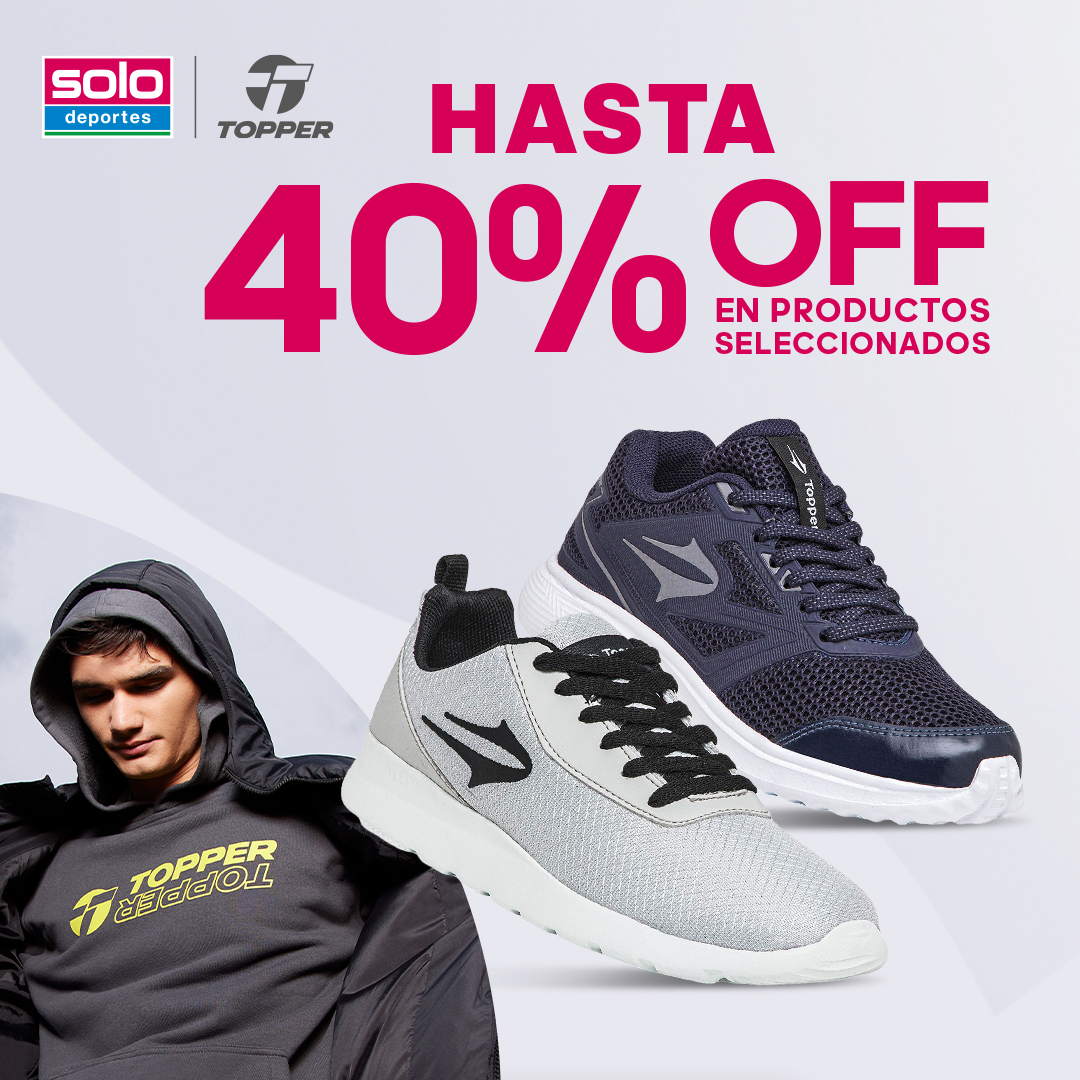 solo
deportes
TOPPER
HASTA
40% OFF
EN PRODUCTOS
SELECCIONADOS
Topper
TOPPER
TOPPER